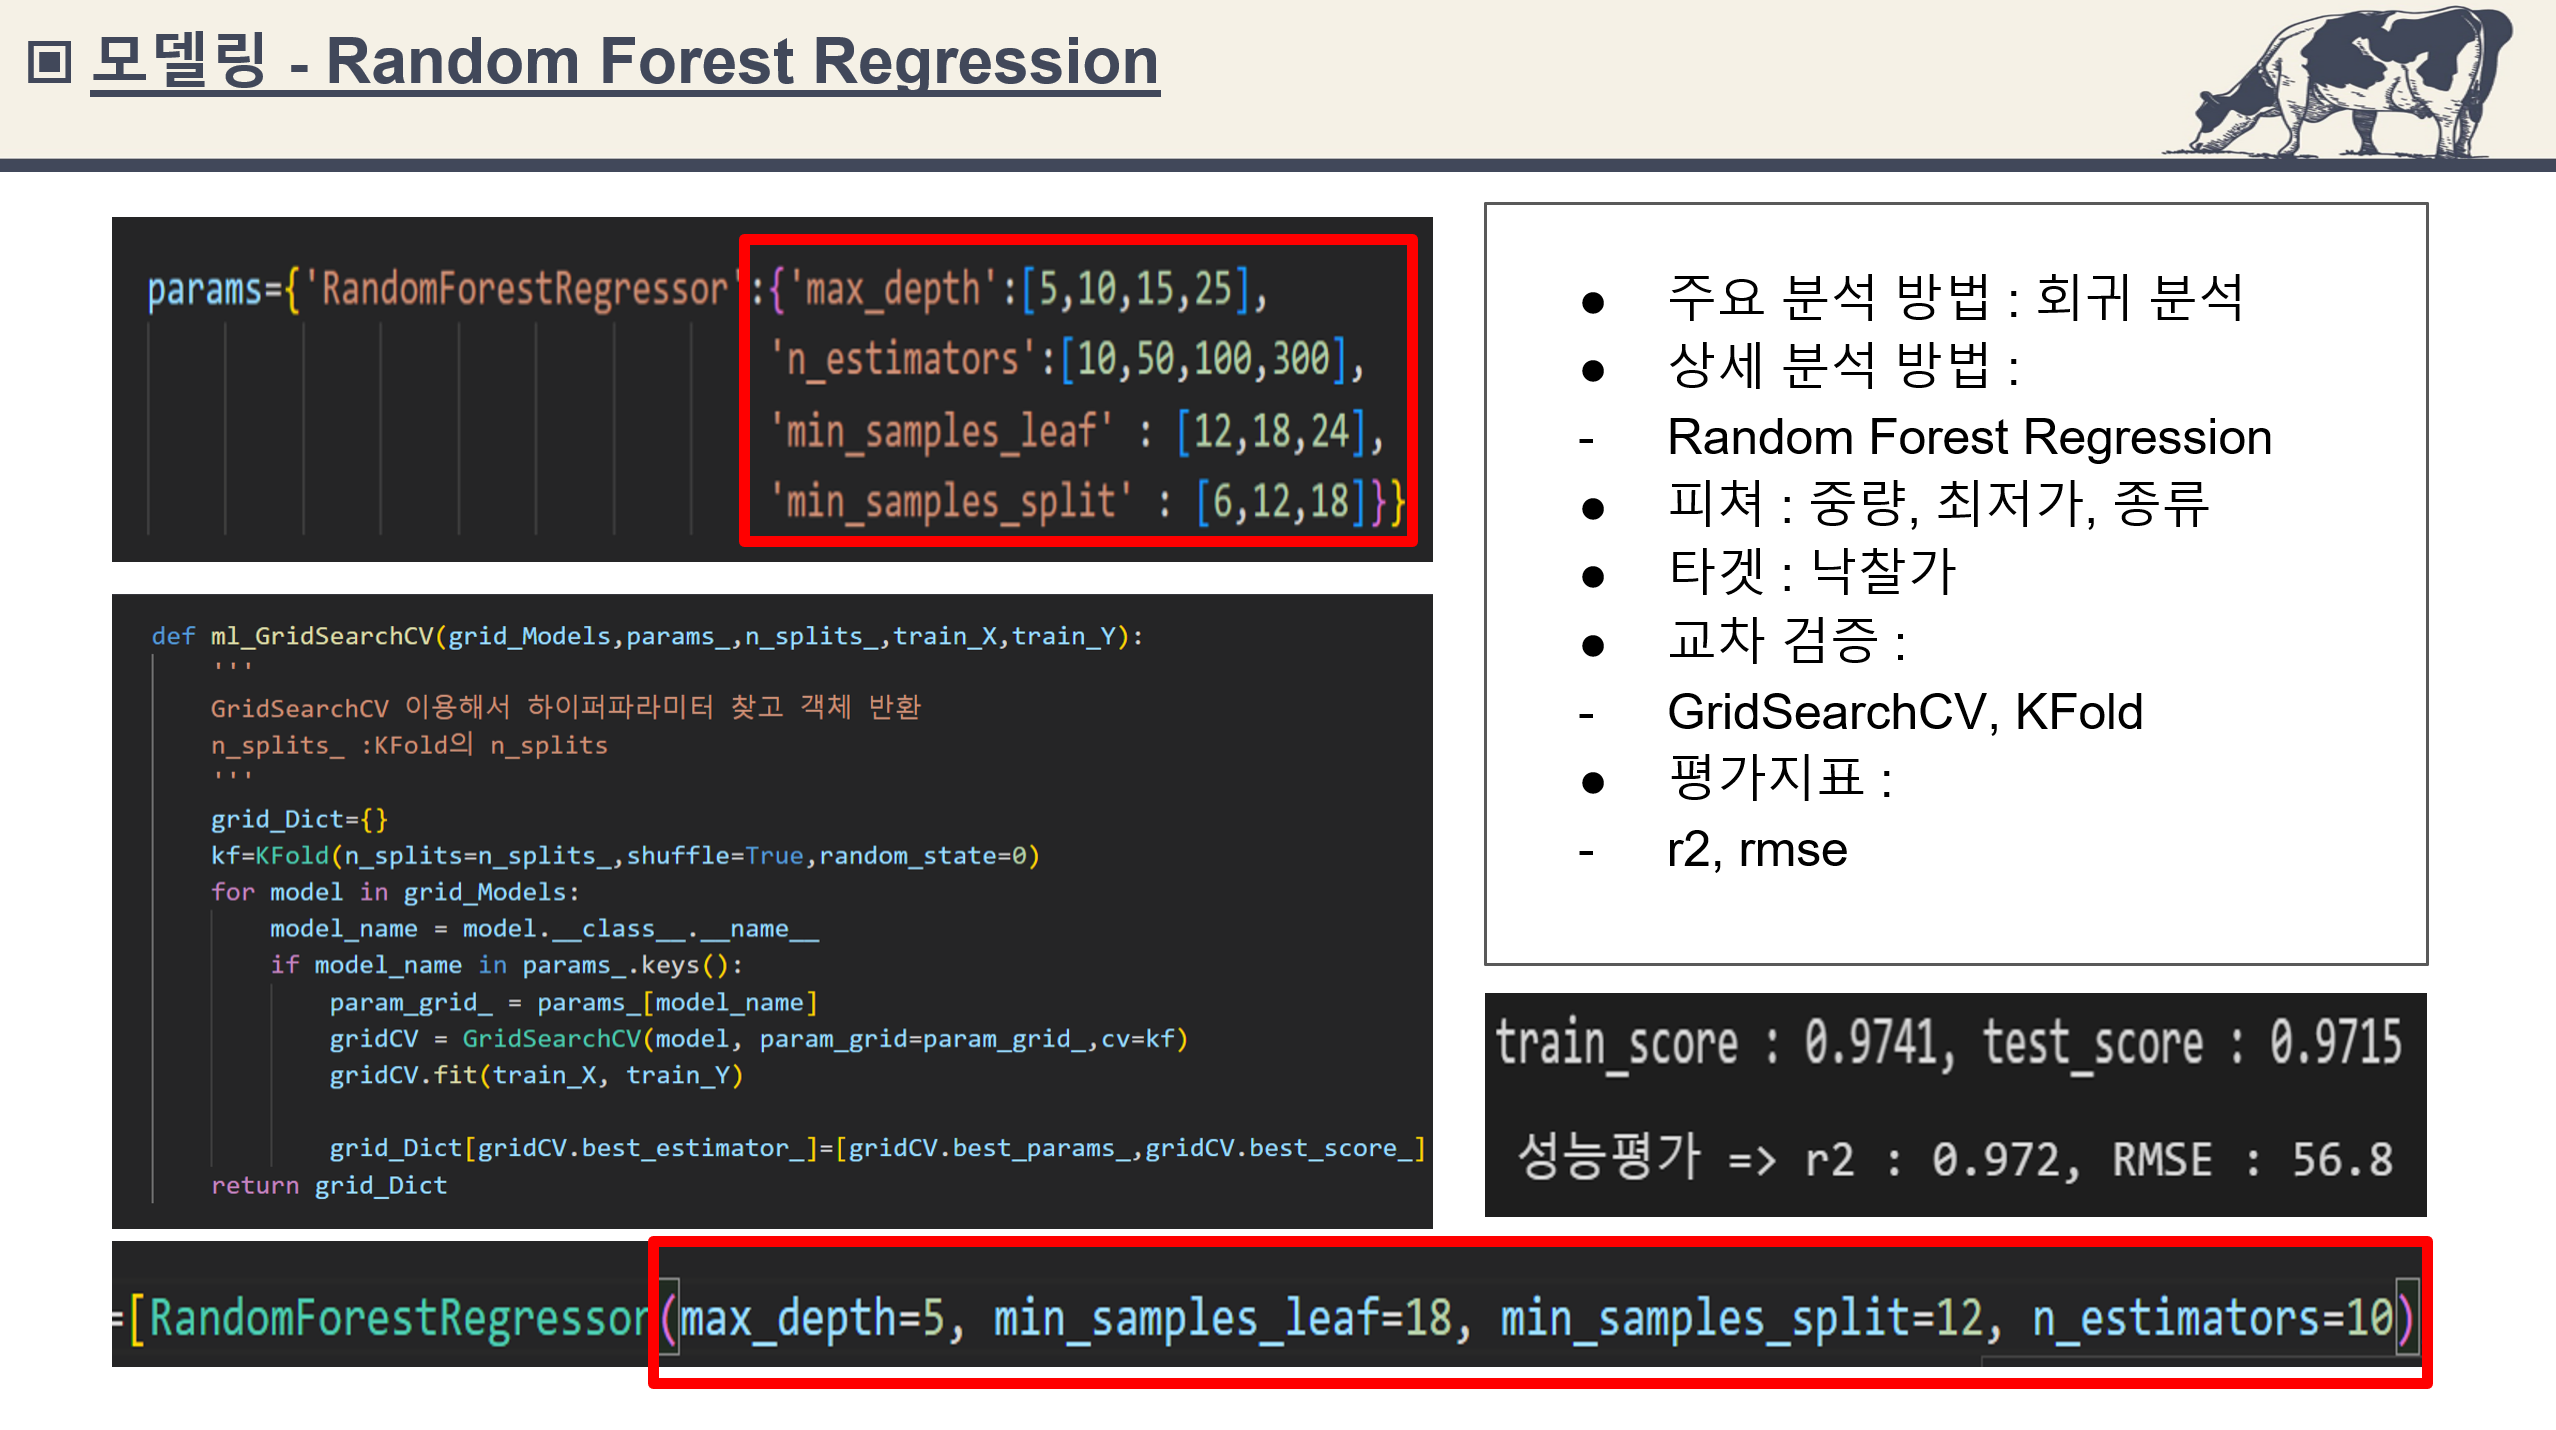 ▣ 모델링 - Random Forest Regression
params={'RandomForestRegressor':{'max_depth':[5,10,15,25],
'n_estimators':[10,50,100,300],
'min_samples_leaf' : [12,18,24],
'min_samples_split' : [6,12,18]}}
def ml_GridSearchCV(grid_Models,params_,n_splits_,train_X,train_Y):
'''
GridSearchCV 이용해서 하이퍼파라미터 찾고 객체 반환
n_splits_ :KFold의 n_splits
'''
grid_Dict={}
kf=KFold(n_splits=n_splits_,shuffle=True,random_state=0)
for model in grid_Models:
model_name = model.__class__.__name__
if model_name in params_.keys():
param_grid_ = params_[model_name]
gridCV = GridSearchCV(model, param_grid=param_grid_,cv=kf)
gridCV.fit(train_X, train_Y)
grid_Dict[gridCV.best_estimator_]=[gridCV.best_params_,gridCV.best_score_]
return grid_Dict
● 주요 분석 방법 : 회귀 분석
● 상세 분석 방법 :
- Random Forest Regression
● 피쳐 : 중량, 최저가, 종류
● 타겟 : 낙찰가
● 교차 검증 :
- GridSearchCV, KFold
● 평가지표 :
- r2, rmse
train_score : 0.9741, test_score : 0.9715
성능평가 => r2 : 0.972, RMSE : 56.8
=[RandomForestRegressor(max_depth=5, min_samples_leaf=18, min_samples_split=12, n_estimators=10)